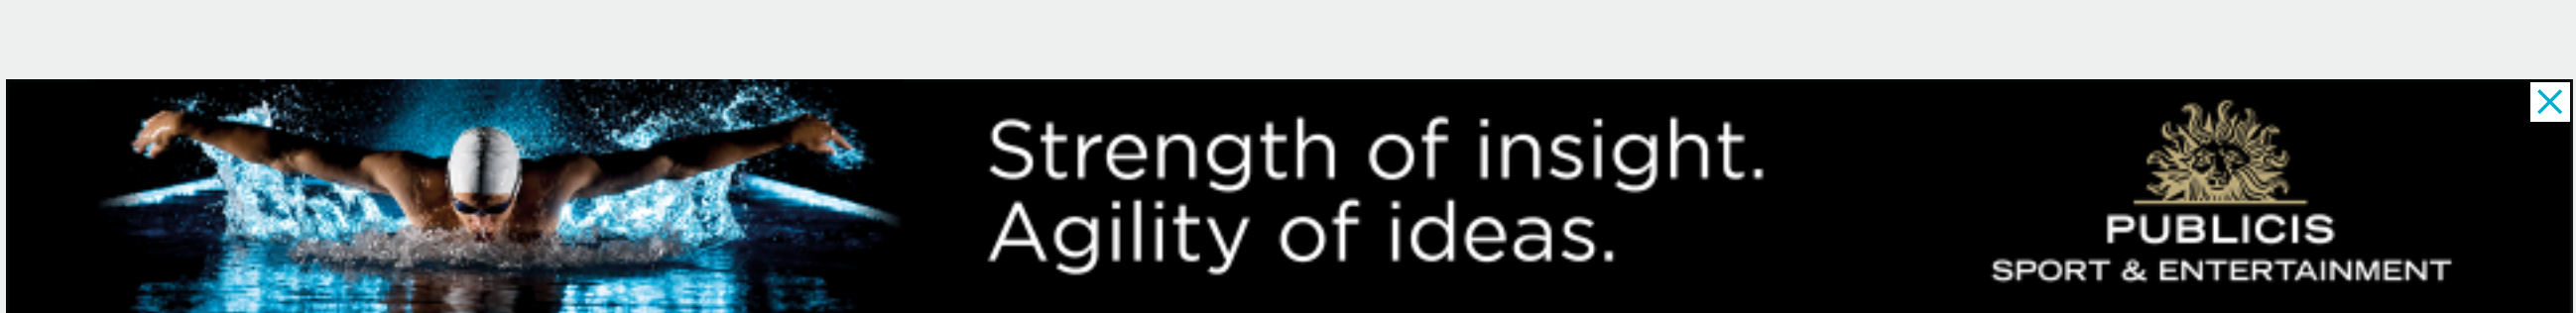 Strength of insight.
Agility of ideas.
PUBLICIS
SPORT & ENTERTAINMENT